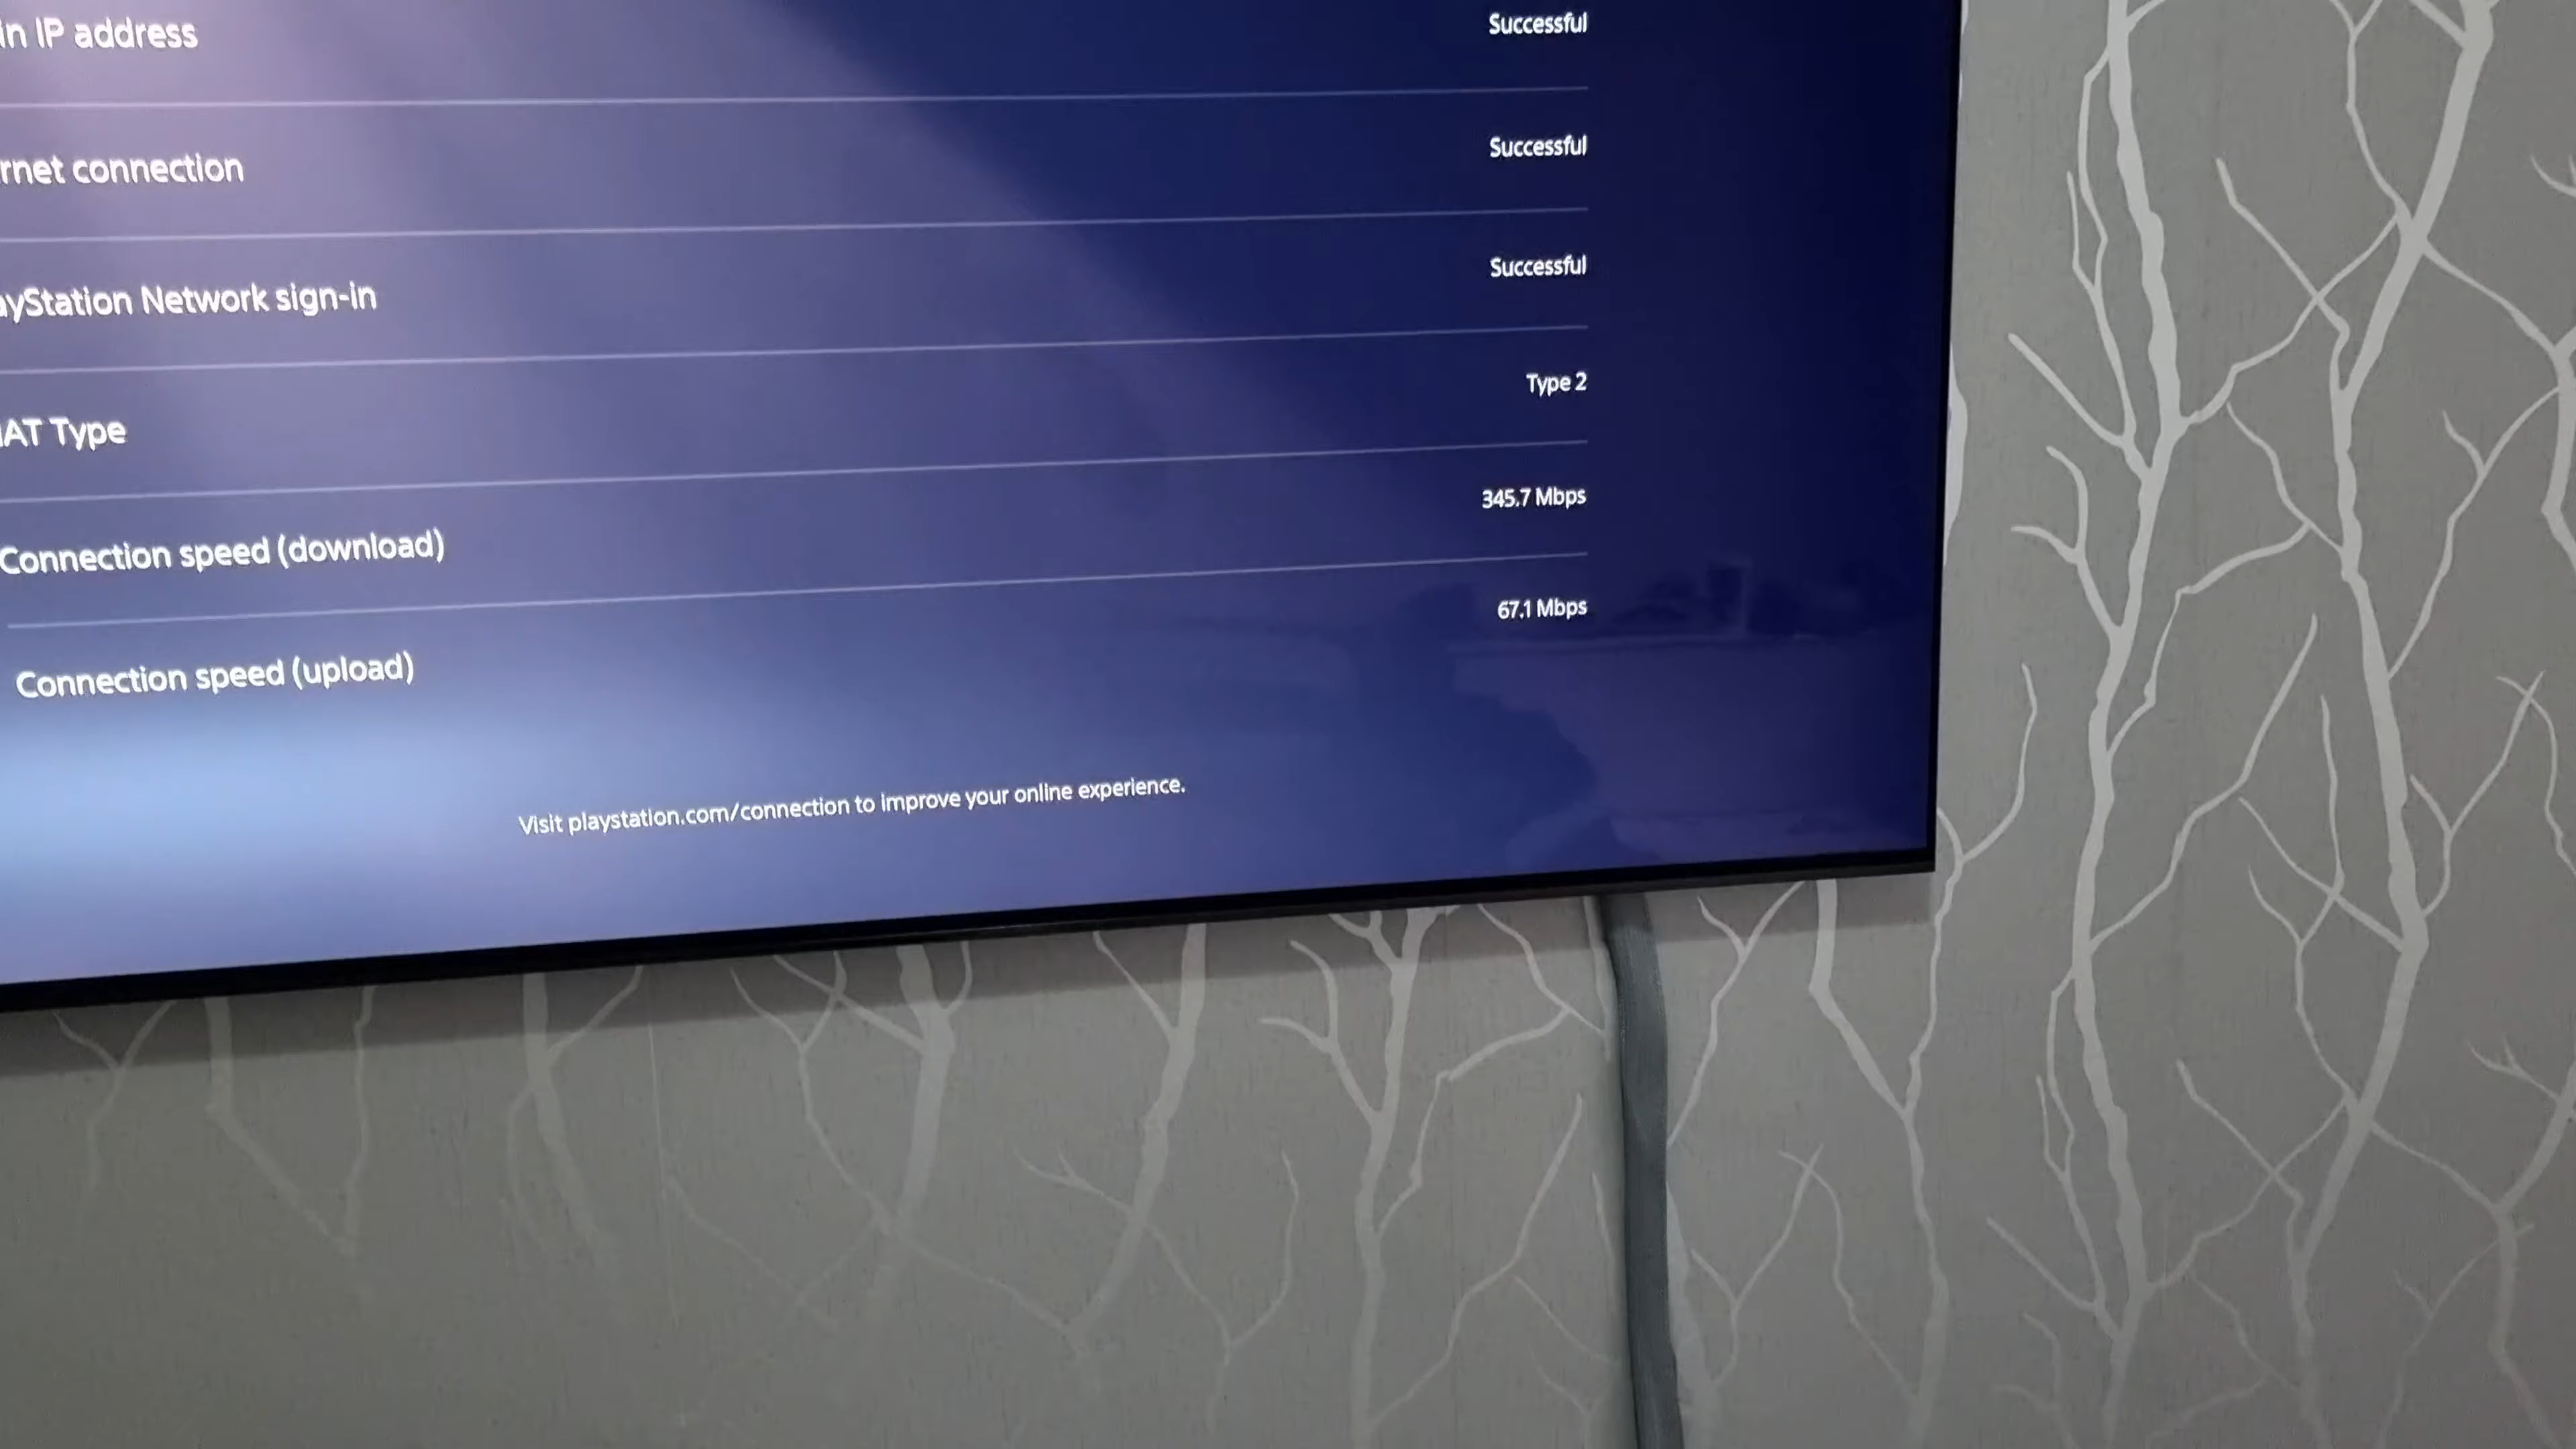 in IP address Successful
rnet connection Successful
ayStation Network sign-in Successful
AT Type Type 2
Connection speed (download) 345.7 Mbps
Connection speed (upload) 67.1 Mbps
Visit playstation.com/connection to improve your online experience.